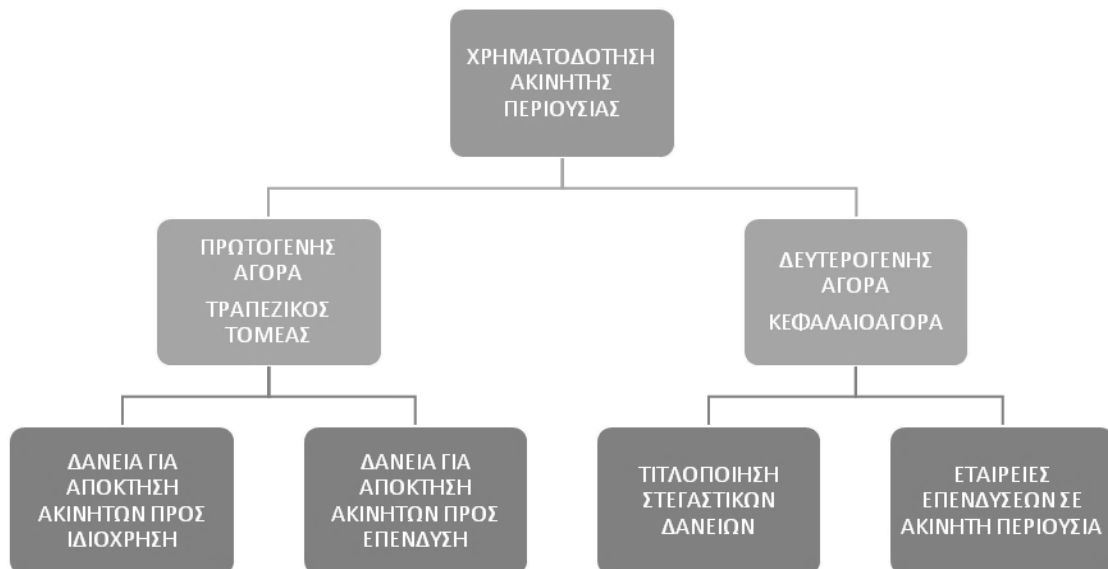 ΧΡΗΜΑΤΟΔΟΤΗΣΗ
ΑΚΙΝΗΤΗΣ
ΠΕΡΙΟΥΣΙΑΣ
ΠΡΩΤΟΓΕΝΗΣ
ΑΓΟΡΑ
ΤΡΑΠΕΖΙΚΟΣ
ΤΟΜΕΑΣ
ΔΕΥΤΕΡΟΓΕΝΗΣ
ΑΓΟΡΑ
ΚΕΦΑΛΑΙΟΑΓΟΡΑ
ΔΑΝΕΙΑ ΓΙΑ
ΑΠΟΚΤΗΣΗ
ΑΚΙΝΗΤΩΝ ΠΡΟΣ
ΙΔΙΟΧΡΗΣΗ
ΔΑΝΕΙΑ ΓΙΑ
ΑΠΟΚΤΗΣΗ
ΑΚΙΝΗΤΩΝ ΠΡΟΣ
ΕΠΕΝΔΥΣΗ
ΤΙΤΛΟΠΟΙΗΣΗ
ΣΤΕΓΑΣΤΙΚΩΝ
ΔΑΝΕΙΩΝ
ΕΤΑΙΡΕΙΕΣ
ΕΠΕΝΔΥΣΕΩΝ ΣΕ
ΑΚΙΝΗΤΗ ΠΕΡΙΟΥΣΙΑ